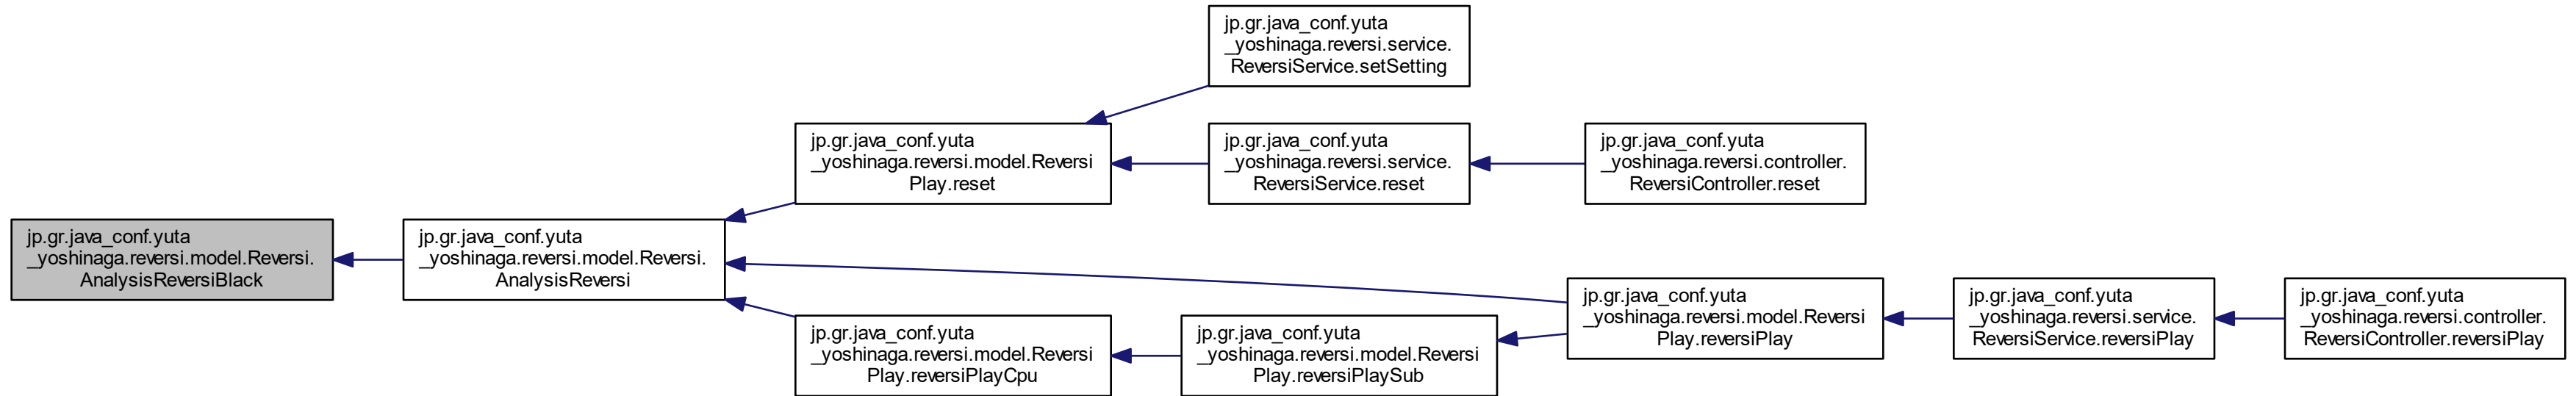 jp.gr.java_conf.yuta
_yoshinaga.reversi.service.
ReversiService.setSetting
jp.gr.java_conf.yuta
_yoshinaga.reversi.model.Reversi
Play.reset
jp.gr.java_conf.yuta
_yoshinaga.reversi.service.
ReversiService.reset
jp.gr.java_conf.yuta
_yoshinaga.reversi.controller.
ReversiController.reset
jp.gr.java_conf.yuta
_yoshinaga.reversi.model.Reversi.
AnalysisReversiBlack
jp.gr.java_conf.yuta
_yoshinaga.reversi.model.Reversi.
AnalysisReversi
jp.gr.java_conf.yuta
_yoshinaga.reversi.model.Reversi
Play.reversiPlay
jp.gr.java_conf.yuta
_yoshinaga.reversi.service.
ReversiService.reversiPlay
jp.gr.java_conf.yuta
_yoshinaga.reversi.controller.
ReversiController.reversiPlay
jp.gr.java_conf.yuta
_yoshinaga.reversi.model.Reversi
Play.reversiPlayCpu
jp.gr.java_conf.yuta
_yoshinaga.reversi.model.Reversi
Play.reversiPlaySub